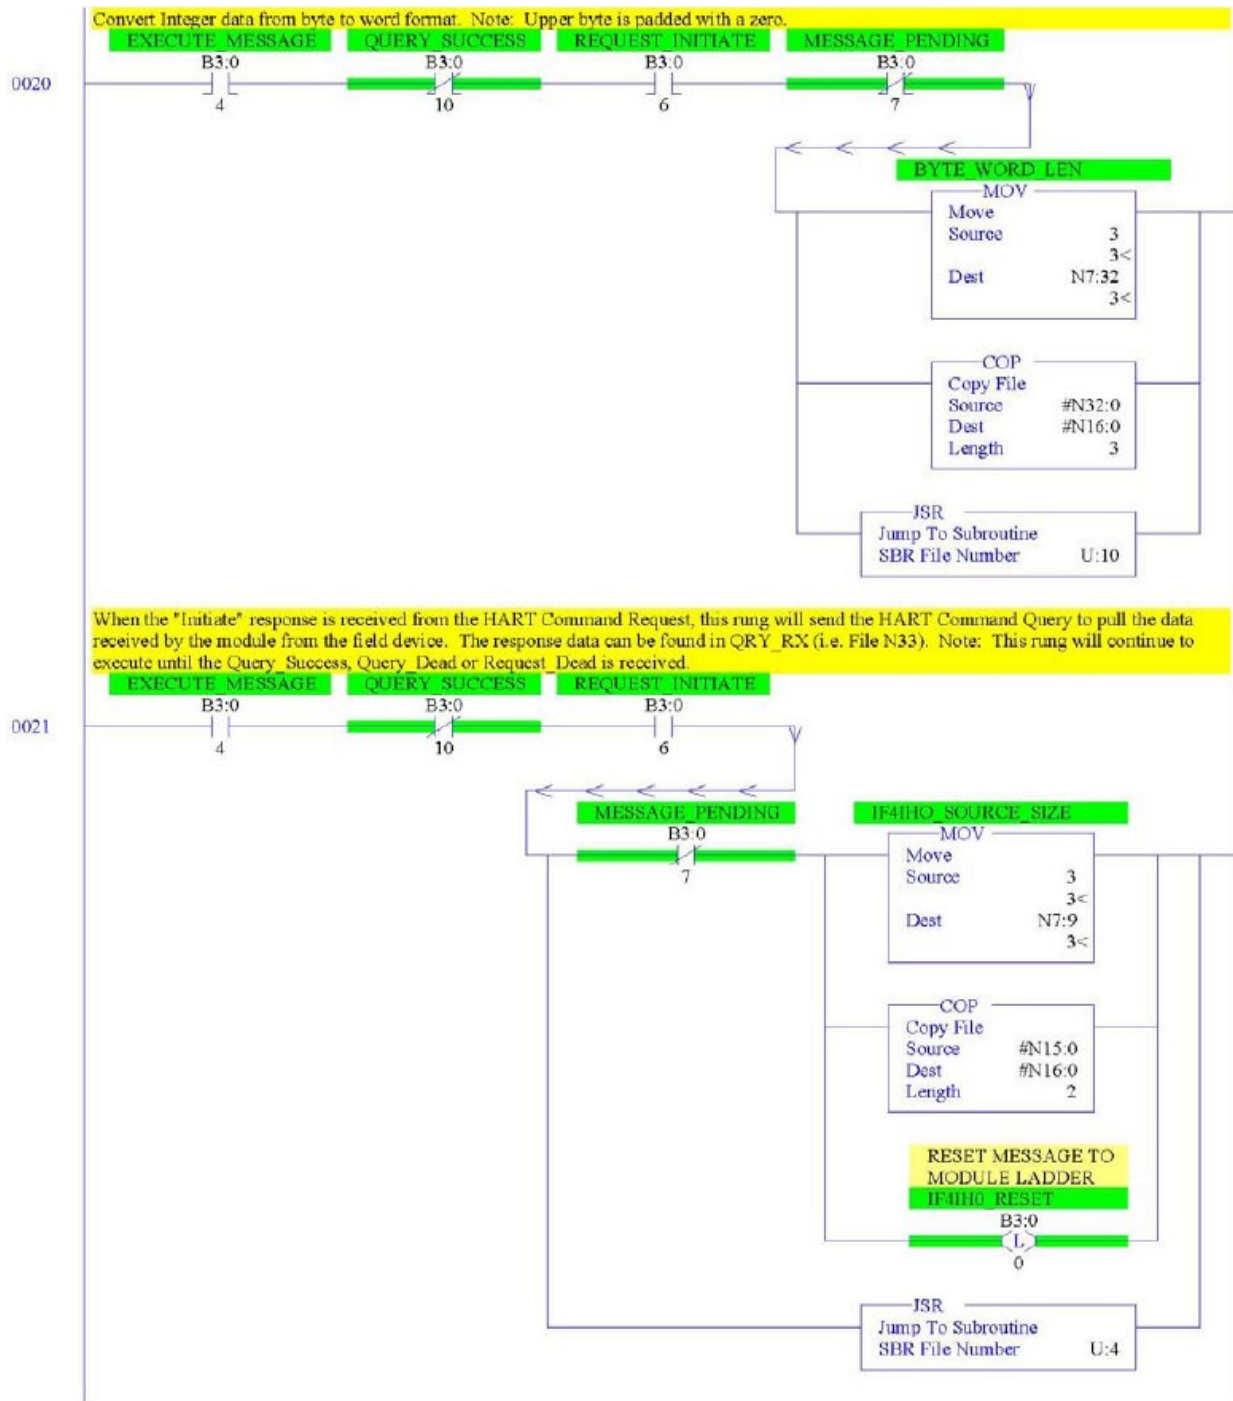 Convert Integer data from byte to word format. Note: Upper byte is padded with a zero.
EXECUTE_MESSAGE QUERY_SUCCESS REQUEST_INITIATE MESSAGE_PENDING
B3:0 B3:0 B3:0 B3:0
0020
4 10 6 7
BYTE_WORD_LEN
MOV
Move
Source 3
3<
Dest N7:32
3<
COP
Copy File
Source #N32:0
Dest #N16:0
Length 3
JSR
Jump To Subroutine
SBR File Number U:10
When the "Initiate" response is received from the HART Command Request, this rung will send the HART Command Query to pull the data
received by the module from the field device. The response data can be found in QRY_RX (i.e. File N33). Note: This rung will continue to
execute until the Query_Success, Query_Dead or Request_Dead is received.
EXECUTE_MESSAGE QUERY_SUCCESS REQUEST_INITIATE
B3:0 B3:0 B3:0
0021
4 10 6
MESSAGE_PENDING IF4IH0_SOURCE_SIZE
B3:0 MOV
7
Move
Source 3
3<
Dest N7:9
3<
COP
Copy File
Source #N15:0
Dest #N16:0
Length 2
RESET MESSAGE TO
MODULE LADDER
IF4IH0_RESET
B3:0
L
0
JSR
Jump To Subroutine
SBR File Number U:4